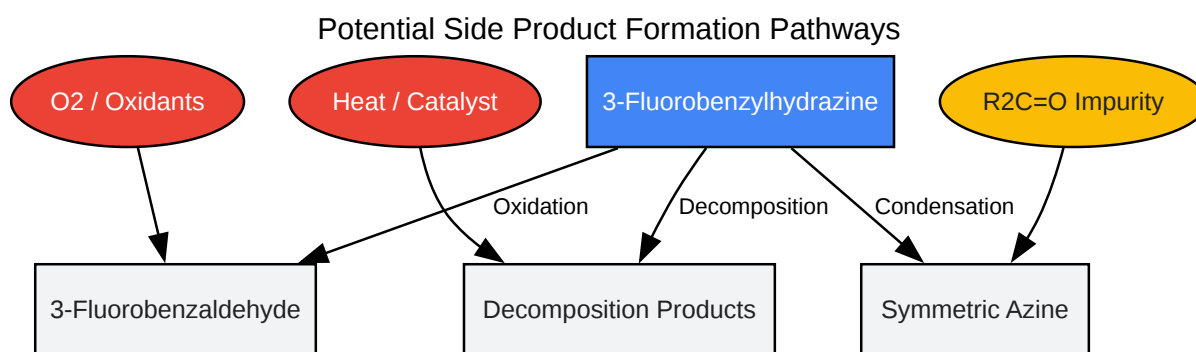 Potential Side Product Formation Pathways
O2 / Oxidants
Heat / Catalyst
3-Fluorobenzylhydrazine
R2C=O Impurity
Oxidation
Decomposition
Condensation
3-Fluorobenzaldehyde
Decomposition Products
Symmetric Azine